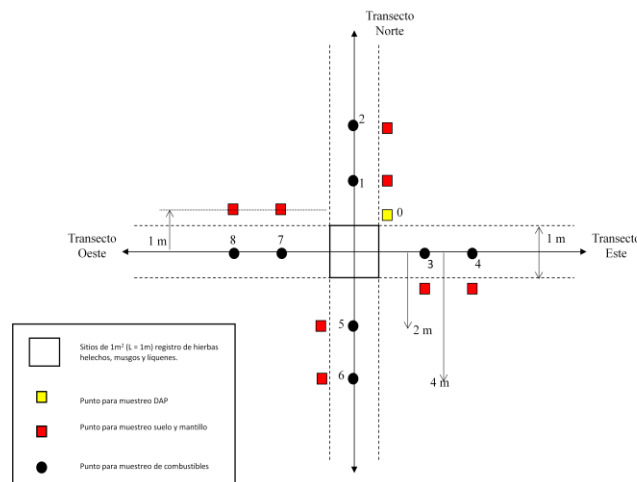 Transecto
Norte
2
1
0
1 m
Transecto
Oeste
8
7
3
4
1 m
Transecto
Este
5
2 m
6
4 m
Sitios de 1m² (L = 1m) registro de hierbas
helechos, musgos y líquenes.
Punto para muestreo DAP
Punto para muestreo suelo y mantillo
Punto para muestreo de combustibles